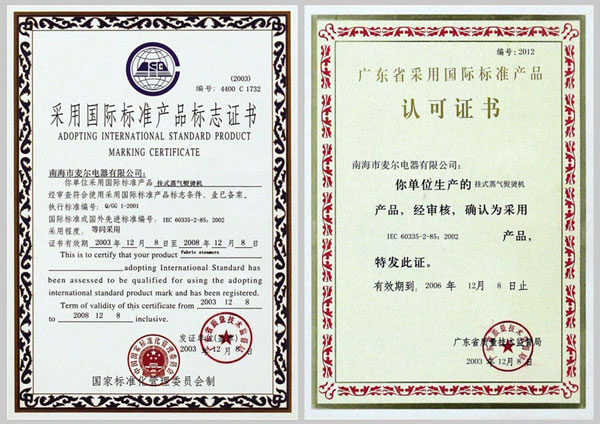 (2003)
编号: 4400 C 1732
采用国际标准产品标志证书
ADOPTING INTERNATIONAL STANDARD PRODUCT
MARKING CERTIFICATE
南海市麦尔电器有限公司:
你单位采用国际标准产品 挂式蒸气熨烫机
经审查符合使用采用国际标准产品标志条件, 业已备案。
执行标准编号: Q/GG 1-2001
国际标准或国外先进标准编号: IEC 60335-2-85: 2002
采用程度: 等同采用
证书有效期 2003 年 12 月 8 日至 2008 年 12 月 8 日
This is to certify that your product Fabric steamers
adopting International Standard has
been assessed to be qualified for using the adopting
international standard product mark and has been registered.
Term of validity of this certificate from 2003 12 8
to 2008 12 8 inclusive.
发证单位(盖章)
2003 年 12 月 8 日
国家标准化管理委员会制
编号: 2012
广东省采用国际标准产品
认可证书
南海市麦尔电器有限公司:
你单位生产的 挂式蒸气熨烫机
产品, 经审核, 确认为采用
IEC 60335-2-85: 2002 产品,
特发此证。
有效期到 2006 年 12 月 8 日止
广东省质量技术监督局
2003 年 12 月 8 日